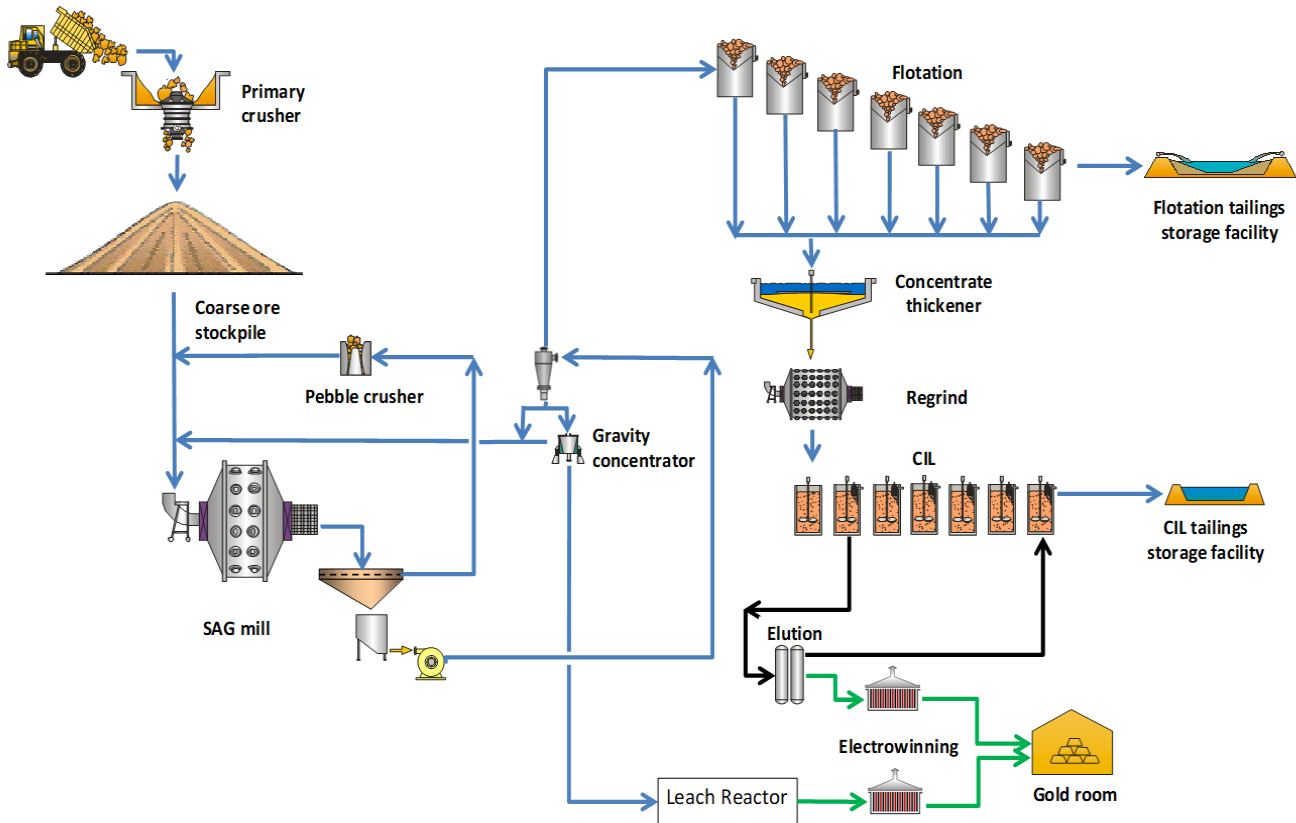 Primary
crusher
Flotation
Flotation tailings
storage facility
Concentrate
thickener
Coarse ore
stockpile
Pebble crusher
Regrind
Gravity
concentrator
CIL
CIL tailings
storage facility
SAG mill
Elution
Electrowinning
Leach Reactor
Gold room